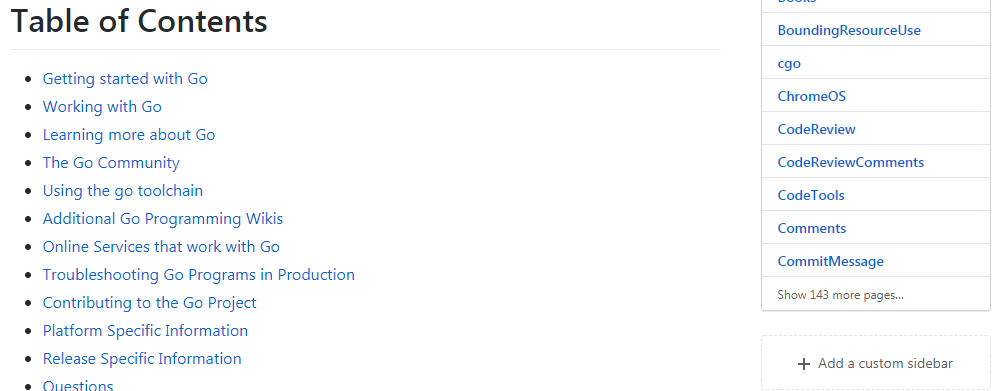 Table of Contents
Getting started with Go
Working with Go
Learning more about Go
The Go Community
Using the go toolchain
Additional Go Programming Wikis
Online Services that work with Go
Troubleshooting Go Programs in Production
Contributing to the Go Project
Platform Specific Information
Release Specific Information
Questions
Books
BoundingResourceUse
cgo
ChromeOS
CodeReview
CodeReviewComments
CodeTools
Comments
CommitMessage
Show 143 more pages...
Add a custom sidebar